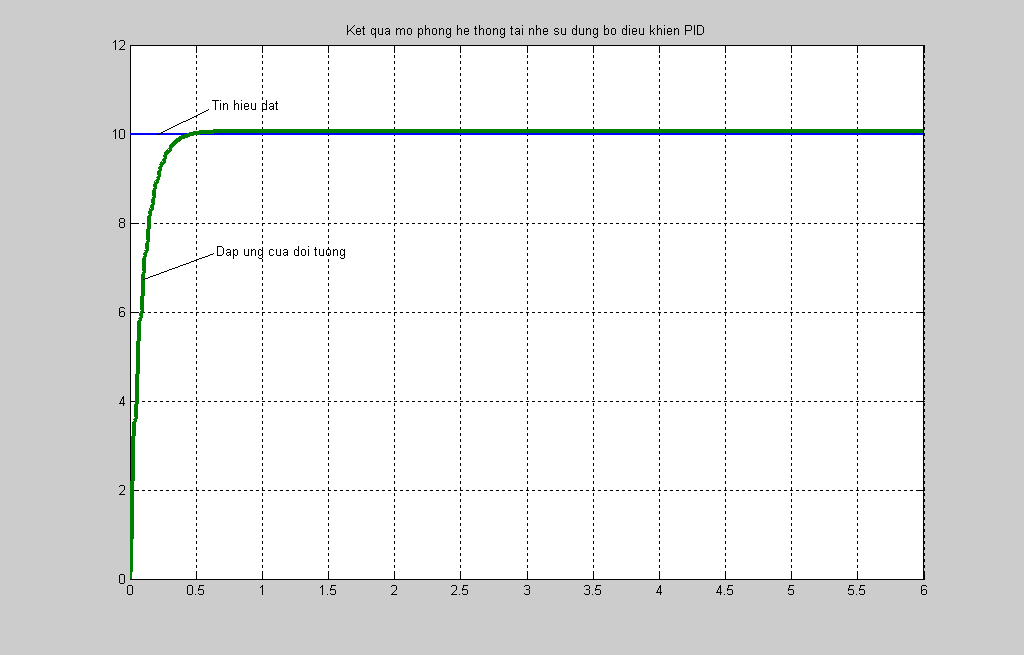 Ket qua mo phong he thong tai nhe su dung bo dieu khien PID
12
Tin hieu dat
10
8
Dap ung cua doi tuong
6
4
2
0
0 0.5 1 1.5 2 2.5 3 3.5 4 4.5 5 5.5 6